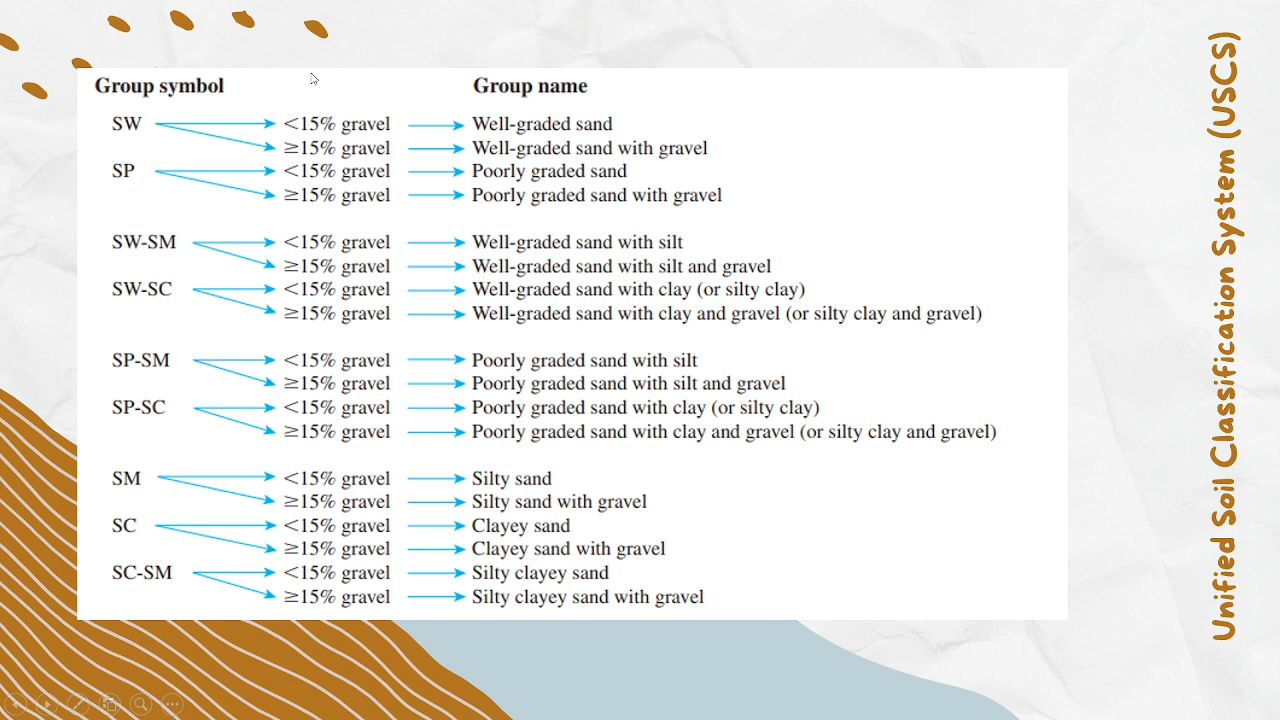 Group symbol Group name
SW <15% gravel Well-graded sand
≥15% gravel Well-graded sand with gravel
SP <15% gravel Poorly graded sand
≥15% gravel Poorly graded sand with gravel
SW-SM <15% gravel Well-graded sand with silt
≥15% gravel Well-graded sand with silt and gravel
SW-SC <15% gravel Well-graded sand with clay (or silty clay)
≥15% gravel Well-graded sand with clay and gravel (or silty clay and gravel)
SP-SM <15% gravel Poorly graded sand with silt
≥15% gravel Poorly graded sand with silt and gravel
SP-SC <15% gravel Poorly graded sand with clay (or silty clay)
≥15% gravel Poorly graded sand with clay and gravel (or silty clay and gravel)
SM <15% gravel Silty sand
≥15% gravel Silty sand with gravel
SC <15% gravel Clayey sand
≥15% gravel Clayey sand with gravel
SC-SM <15% gravel Silty clayey sand
≥15% gravel Silty clayey sand with gravel
Unified Soil Classification System (USCS)